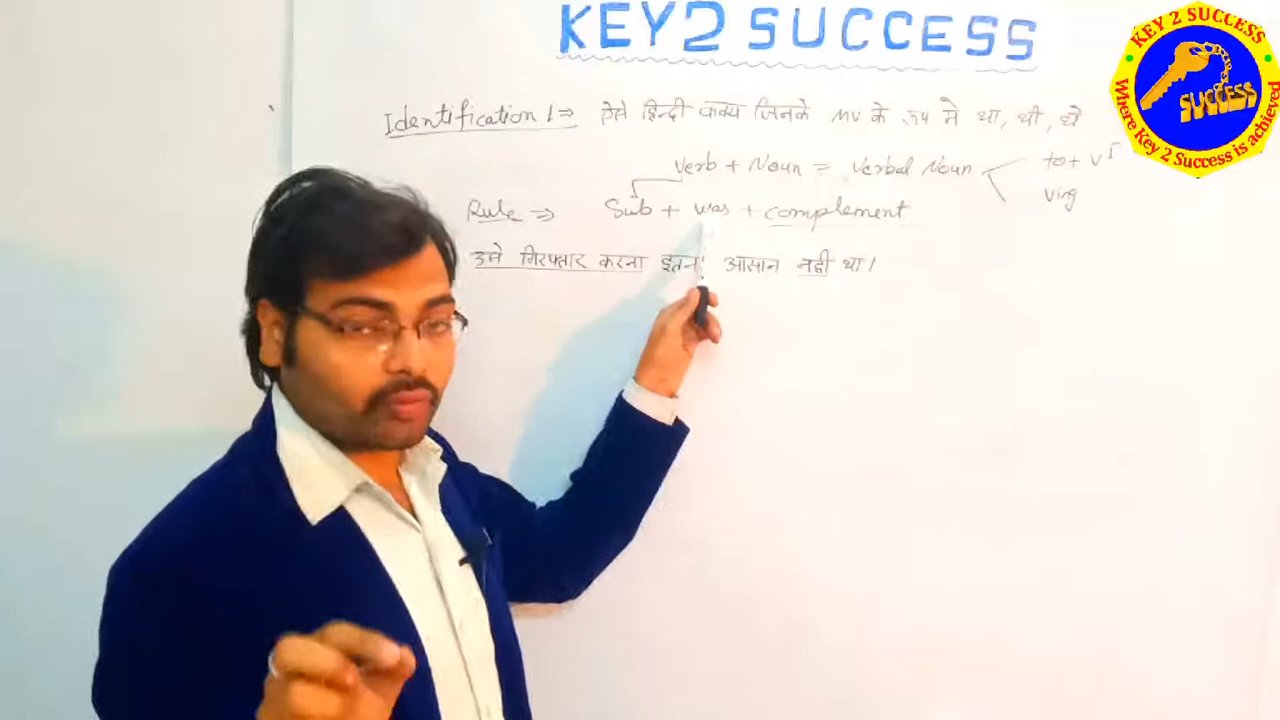 KEY2 SUCCESS
KEY 2 SUCCESS
SUCCESS
Where Key 2 Success is achieved
Identification :⇒ ऐसे हिन्दी वाक्य जिनके MV के रूप में था, थी, थे
Verb + Noun = Verbal Noun
to + V I
Ving
Rule ⇒ Sub + was + complement
उसे गिरफ्तार करना इतना आसान नही था।